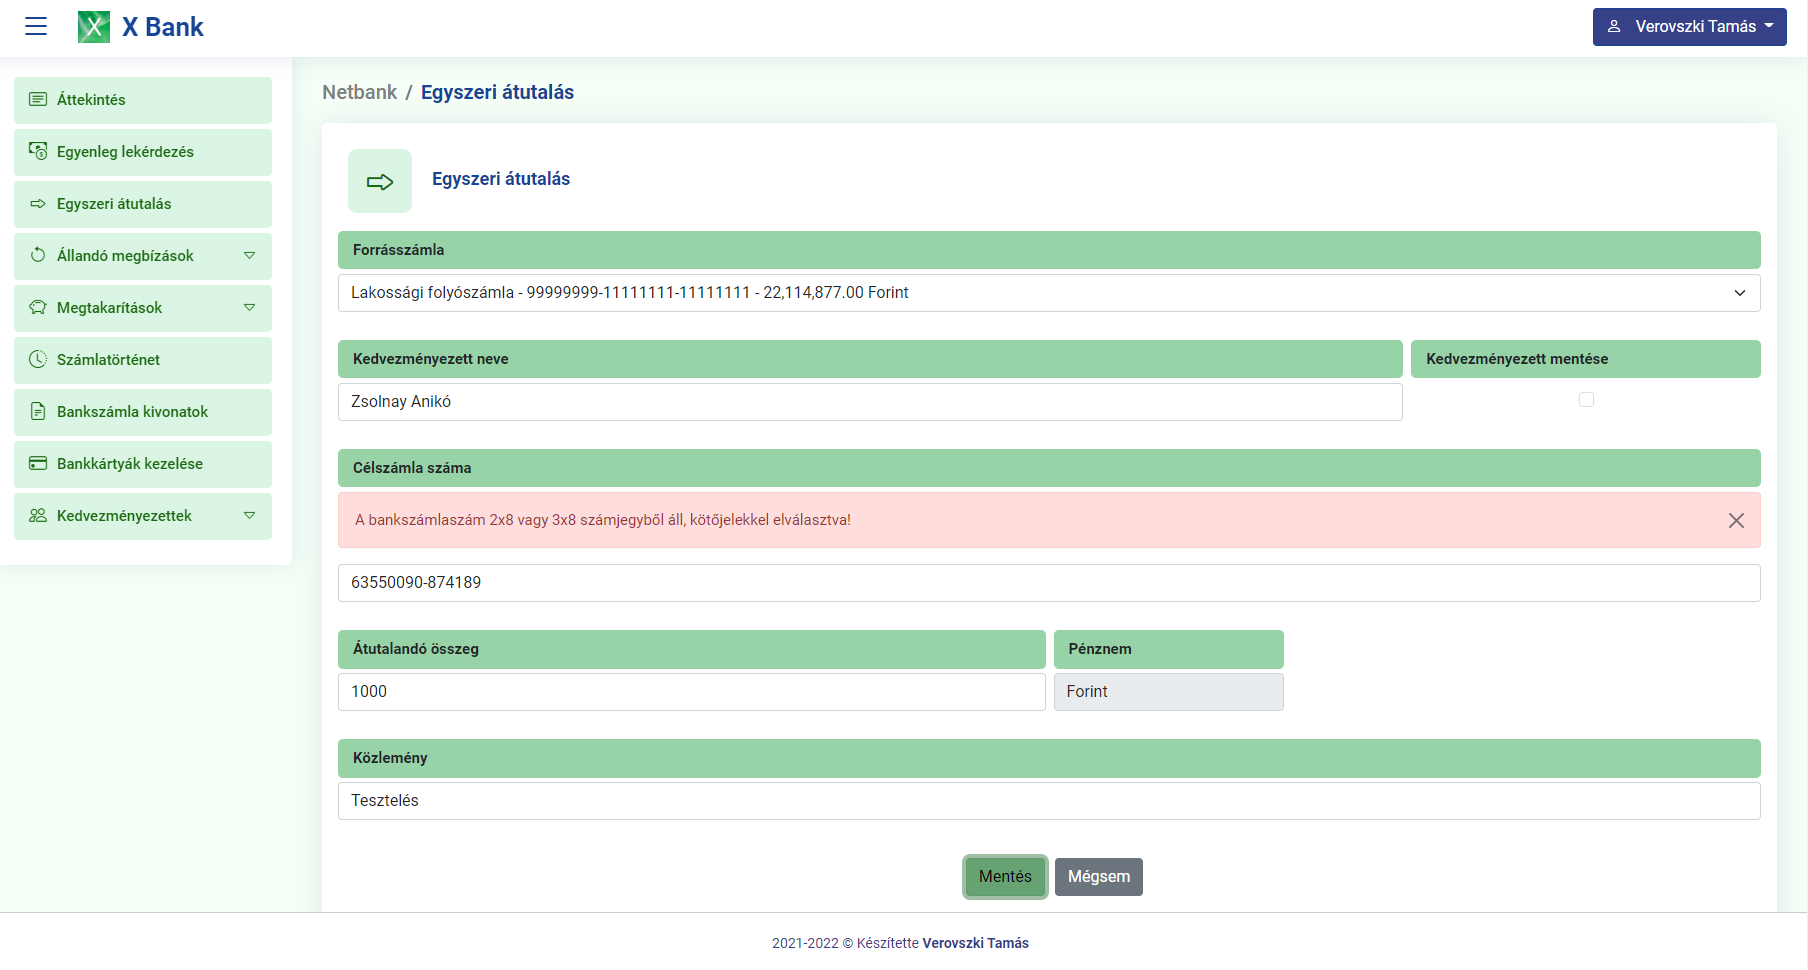 X Bank
Verovszki Tamás
Áttekintés
Egyenleg lekérdezés
Egyszeri átutalás
Állandó megbízások
Megtakarítások
Számlatörténet
Bankszámla kivonatok
Bankkártyák kezelése
Kedvezményezettek
Netbank / Egyszeri átutalás
Egyszeri átutalás
Forrásszámla
Lakossági folyószámla - 99999999-11111111-11111111 - 22,114,877.00 Forint
Kedvezményezett neve
Kedvezményezett mentése
Zsolnay Anikó
Célszámla száma
A bankszámlaszám 2x8 vagy 3x8 számjegyből áll, kötőjelekkel elválasztva!
63550090-874189
Átutalandó összeg
Pénznem
1000
Forint
Közlemény
Tesztelés
Mentés
Mégsem
2021-2022 © Készítette Verovszki Tamás